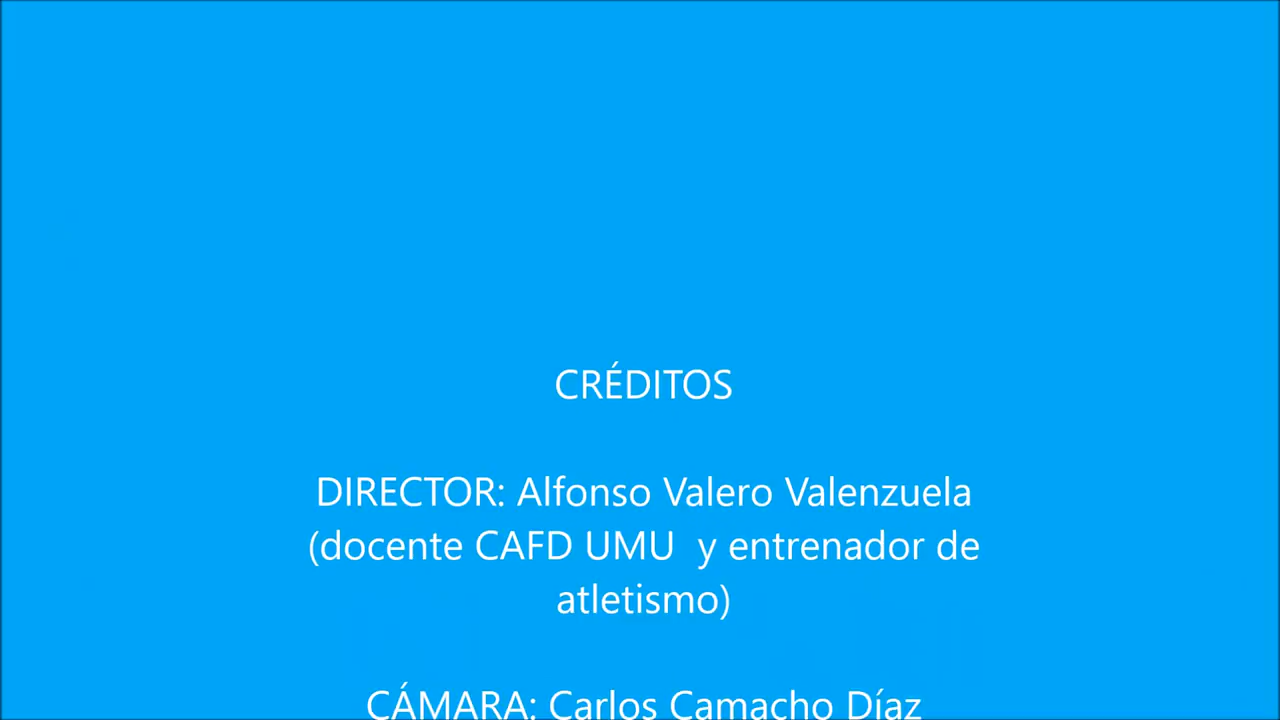 CRÉDITOS
DIRECTOR: Alfonso Valero Valenzuela
(docente CAFD UMU  y entrenador de
atletismo)
CÁMARA: Carlos Camacho Díaz